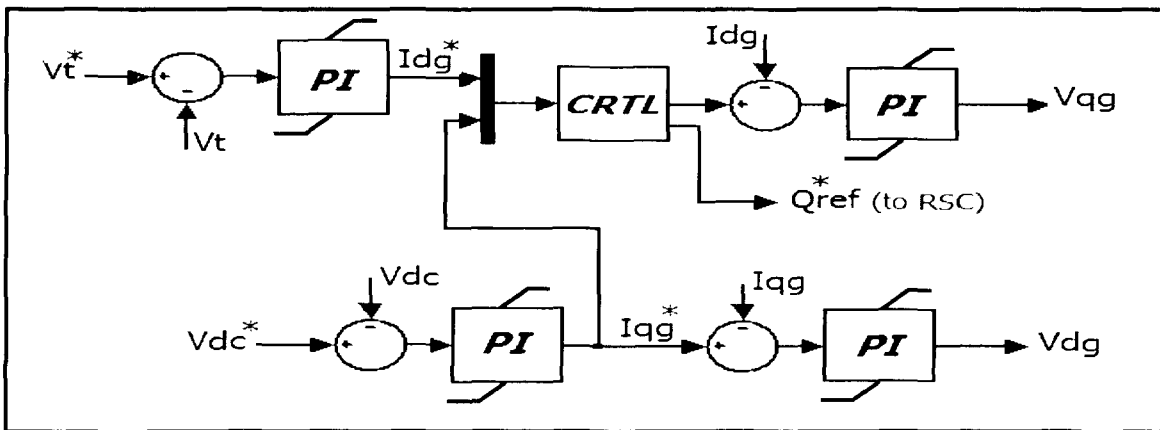 Vt* PI Idg* CRTL Idg PI Vqg
Vt
Q*ref (to RSC)
Vdc* Vdc PI Iqg* Iqg PI Vdg